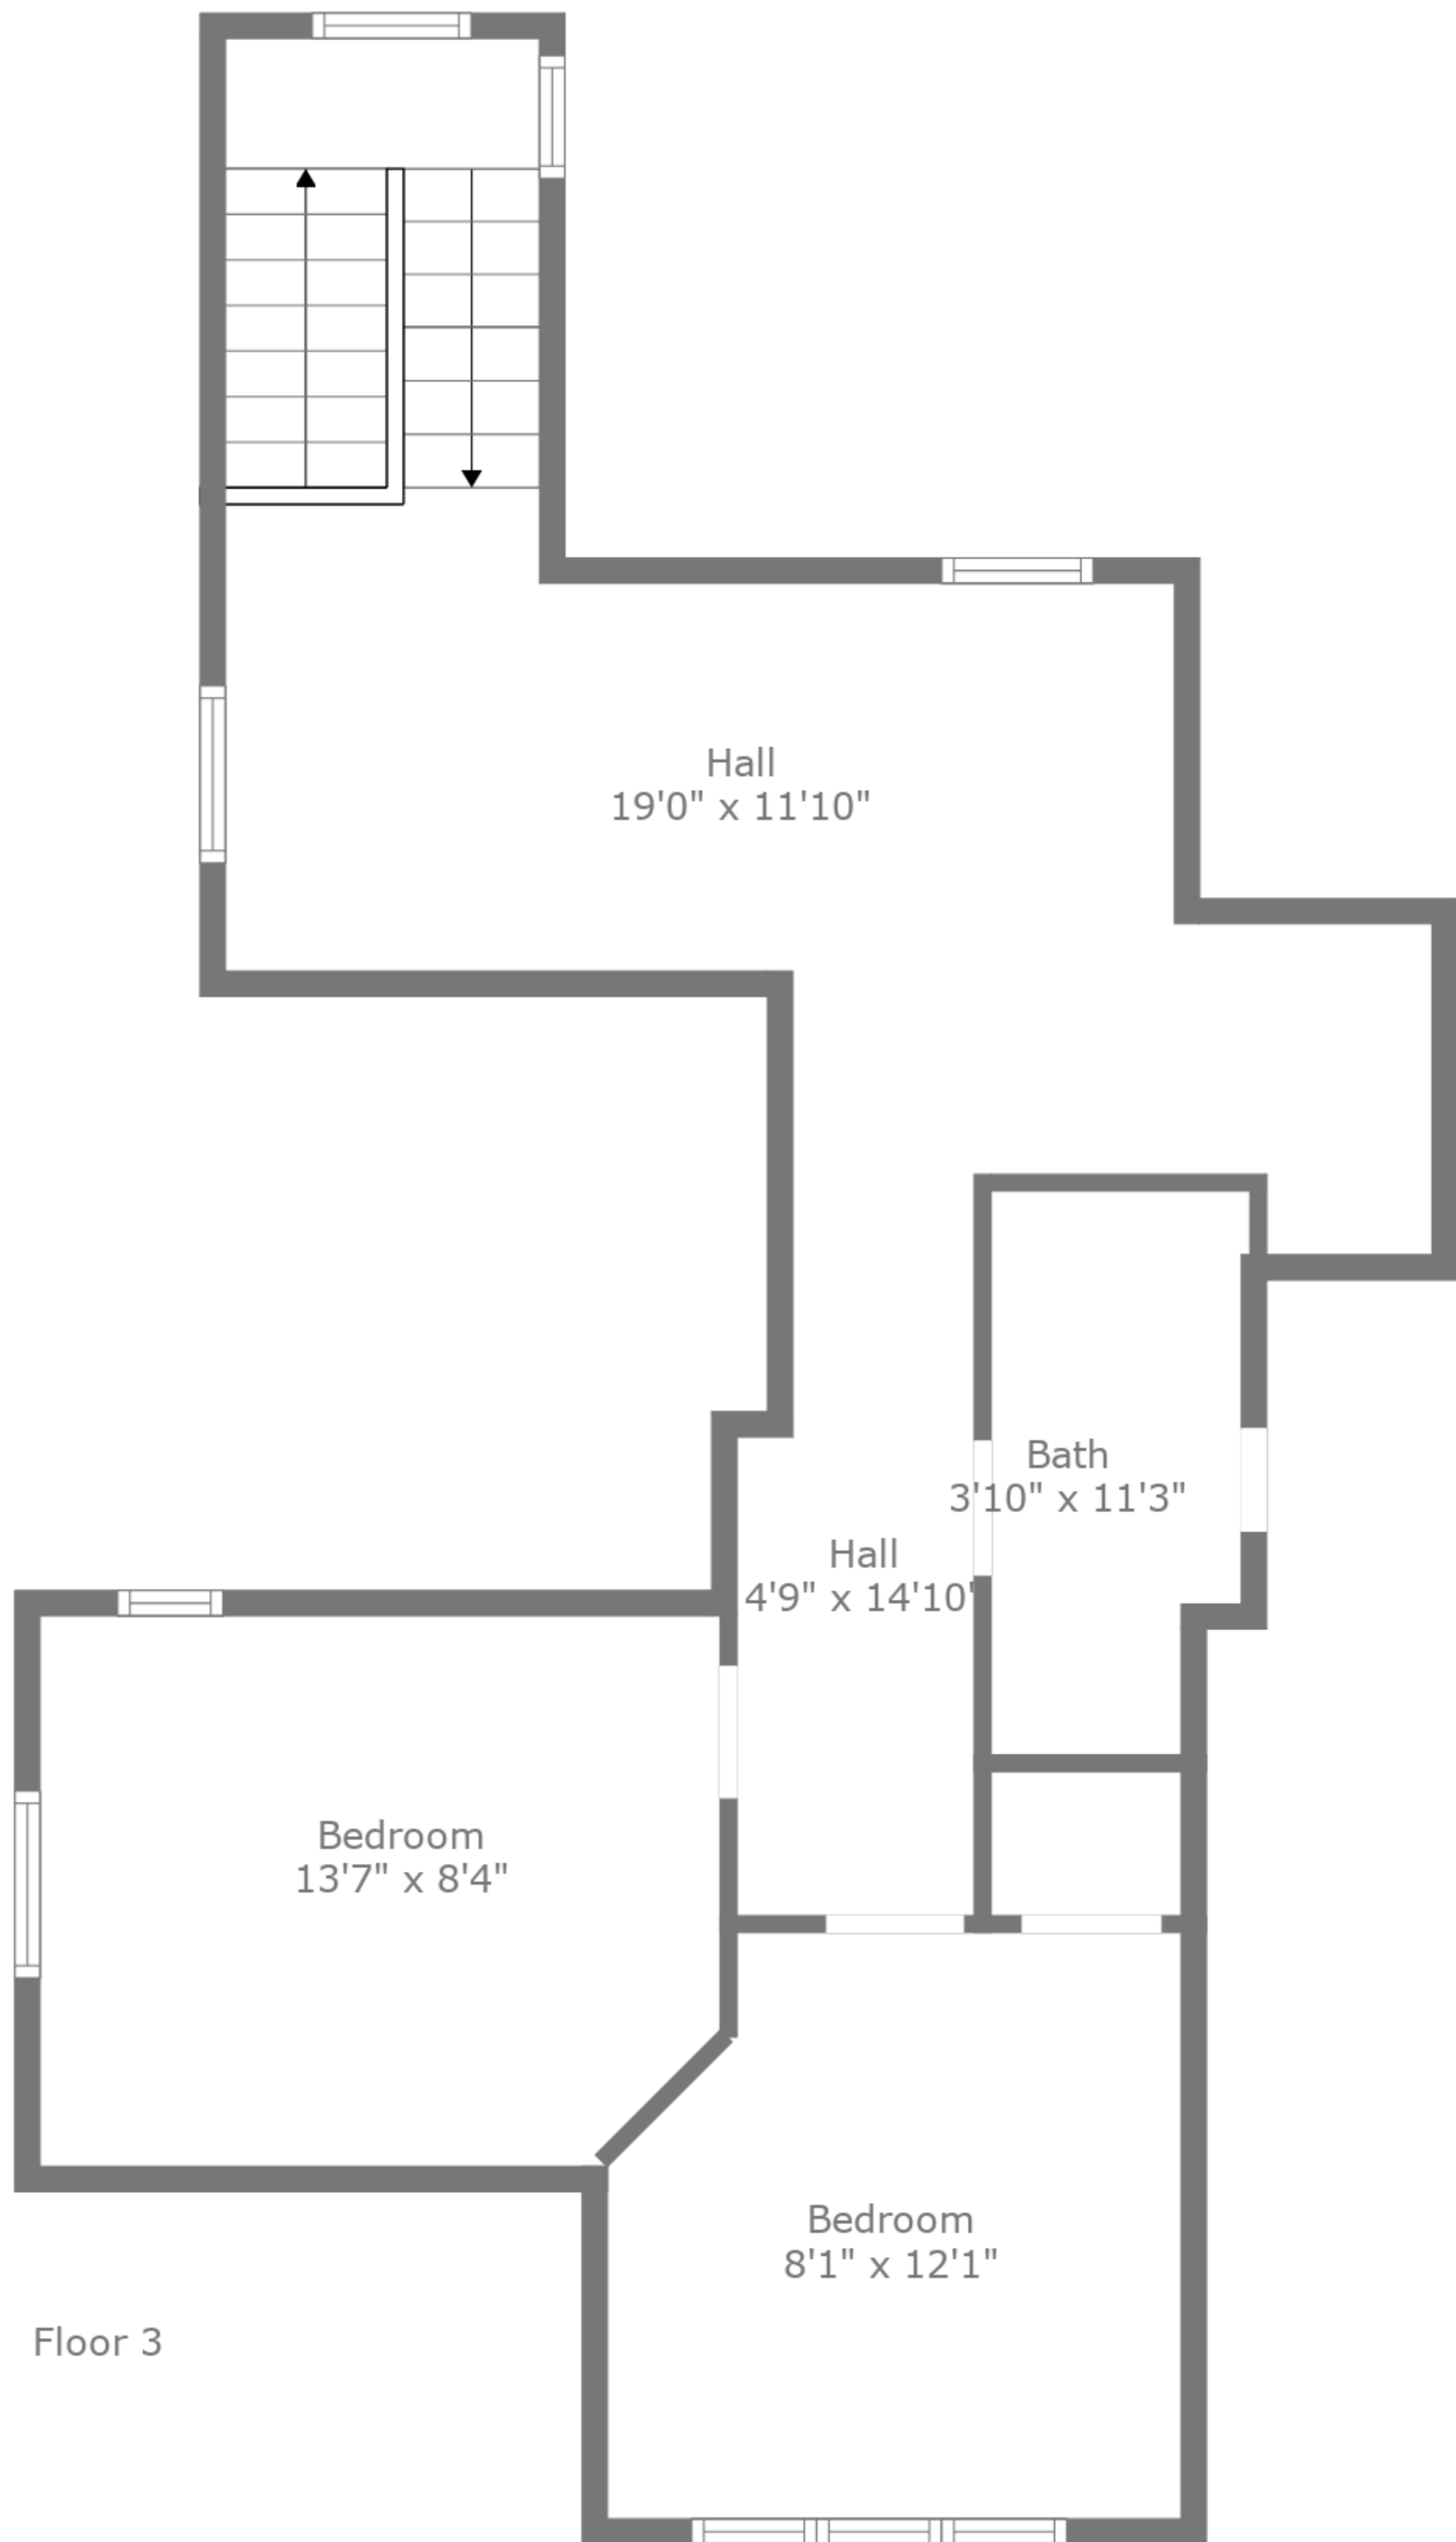 Hall
19'0" x 11'10"
Bath
3'10" x 11'3"
Hall
4'9" x 14'10"
Bedroom
13'7" x 8'4"
Bedroom
8'1" x 12'1"
Floor 3